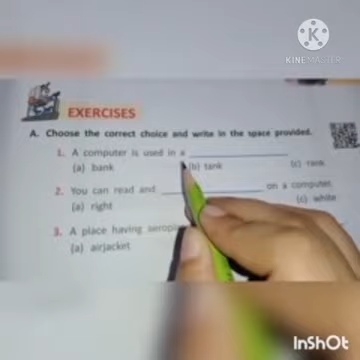 KINEMASTER
EXERCISES
A. Choose the correct choice and write in the space provided.
1. A computer is used in a
(a) bank (b) tank (c) rank
2. You can read and on a computer.
(a) right (c) white
3. A place having
(a) airjacket
InShOt